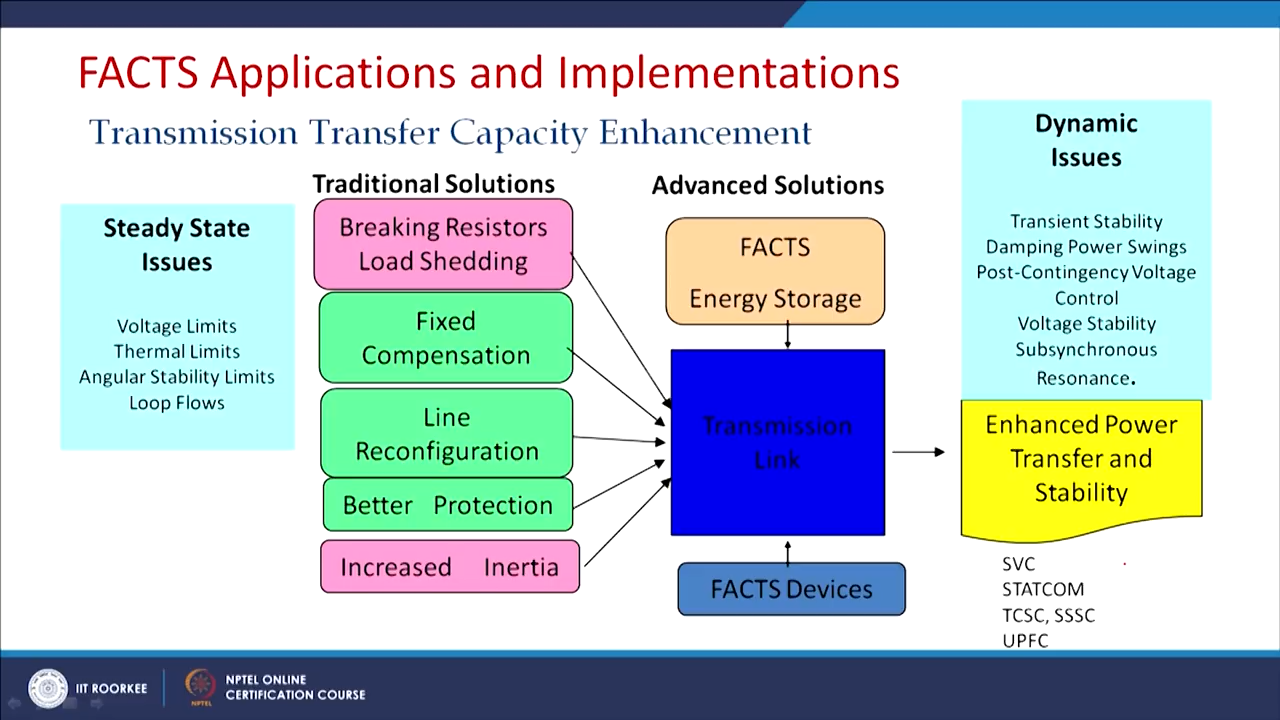 FACTS Applications and Implementations
Transmission Transfer Capacity Enhancement
Steady State
Issues
Voltage Limits
Thermal Limits
Angular Stability Limits
Loop Flows
Traditional Solutions
Breaking Resistors
Load Shedding
Fixed
Compensation
Line
Reconfiguration
Better Protection
Increased Inertia
Advanced Solutions
FACTS
Energy Storage
Transmission
Link
FACTS Devices
Dynamic
Issues
Transient Stability
Damping Power Swings
Post-Contingency Voltage
Control
Voltage Stability
Subsynchronous
Resonance.
Enhanced Power
Transfer and
Stability
SVC
STATCOM
TCSC, SSSC
UPFC
IIT ROORKEE
NPTEL
NPTEL ONLINE
CERTIFICATION COURSE